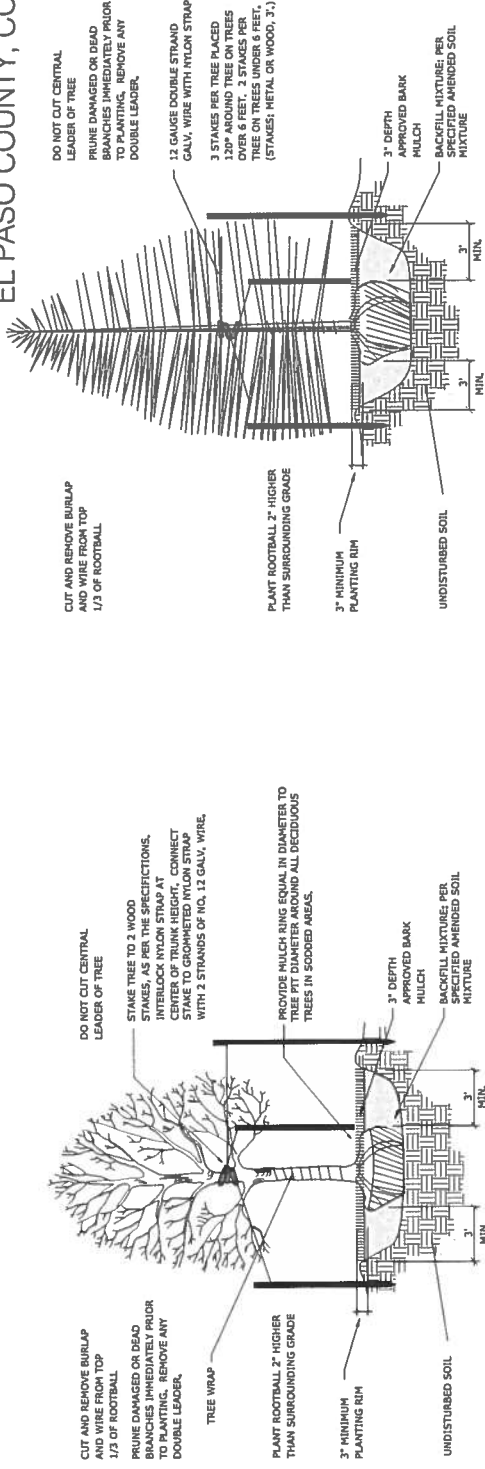 EL PASO COUNTY, CO
CUT AND REMOVE BURLAP
AND WIRE FROM TOP
1/3 OF ROOTBALL
PRUNE DAMAGED OR DEAD
BRANCHES IMMEDIATELY PRIOR
TO PLANTING, REMOVE ANY
DOUBLE LEADER,
TREE WRAP
PLANT ROOTBALL 2" HIGHER
THAN SURROUNDING GRADE
3" MINIMUM
PLANTING RIM
UNDISTURBED SOIL
DO NOT CUT CENTRAL
LEADER OF TREE
STAKE TREE TO 2 WOOD
STAKES, AS PER THE SPECIFICTIONS,
INTERLOCK NYLON STRAP AT
CENTER OF TRUNK HEIGHT, CONNECT
STAKE TO GROMMETED NYLON STRAP
WITH 2 STRANDS OF NO, 12 GALV, WIRE,
PROVIDE MULCH RING EQUAL IN DIAMETER TO
TREE PIT DIAMETER AROUND ALL DECIDUOUS
TREES IN SODDED AREAS,
3" DEPTH
APPROVED BARK
MULCH
BACKFILL MIXTURE; PER
SPECIFIED AMENDED SOIL
MIXTURE
3'
MIN,
3'
MIN,
CUT AND REMOVE BURLAP
AND WIRE FROM TOP
1/3 OF ROOTBALL
PLANT ROOTBALL 2" HIGHER
THAN SURROUNDING GRADE
3" MINIMUM
PLANTING RIM
UNDISTURBED SOIL
DO NOT CUT CENTRAL
LEADER OF TREE
PRUNE DAMAGED OR DEAD
BRANCHES IMMEDIATELY PRIOR
TO PLANTING, REMOVE ANY
DOUBLE LEADER,
12 GAUGE DOUBLE STRAND
GALV, WIRE WITH NYLON STRAP
3 STAKES PER TREE PLACED
120° AROUND TREE ON TREES
OVER 6 FEET, 2 STAKES PER
TREE ON TREES UNDER 6 FEET,
(STAKES: METAL OR WOOD, 3',)
3" DEPTH
APPROVED BARK
MULCH
BACKFILL MIXTURE; PER
SPECIFIED AMENDED SOIL
MIXTURE
3'
MIN,
3'
MIN,